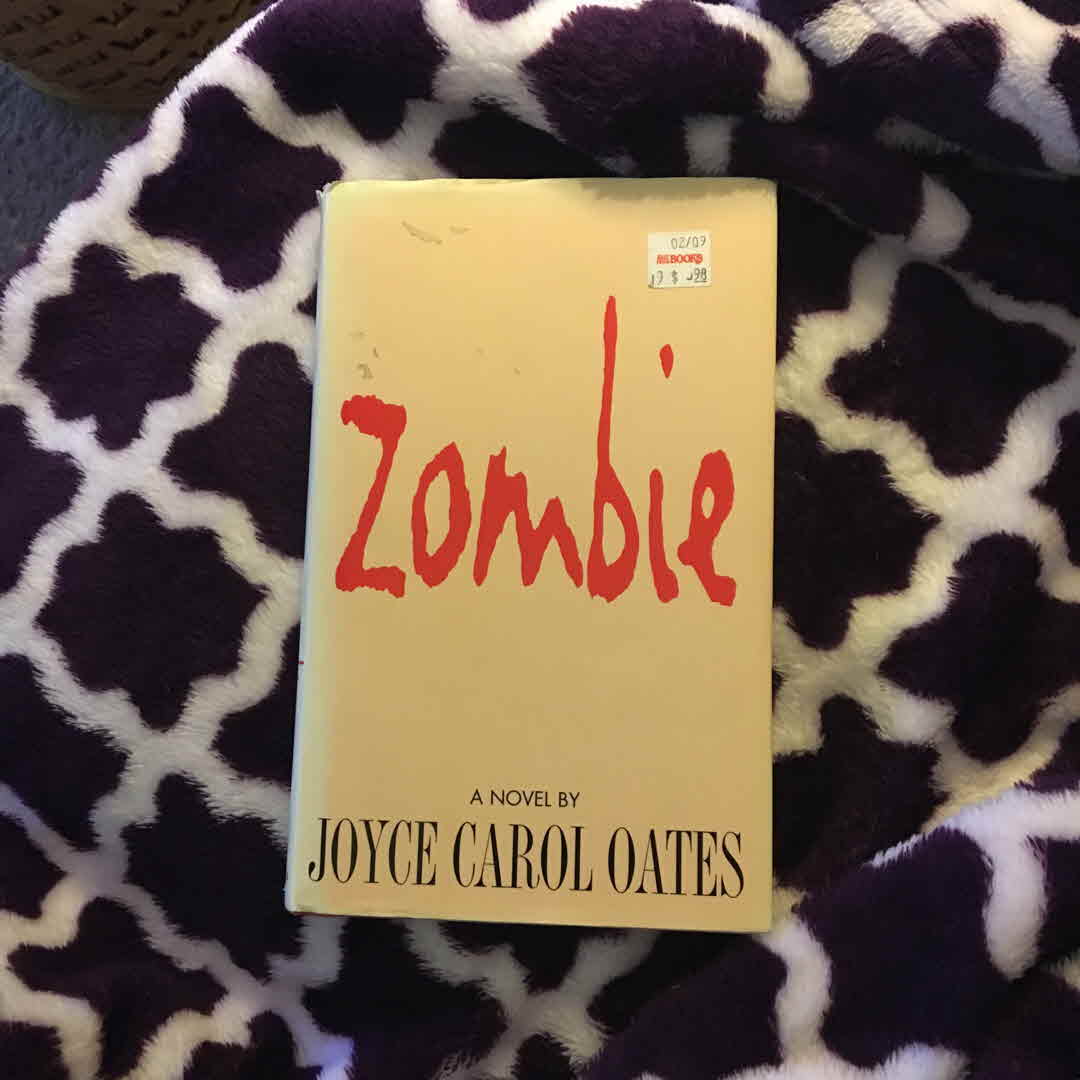 02/09
BOOKS
Zombie
A NOVEL BY
JOYCE CAROL OATES